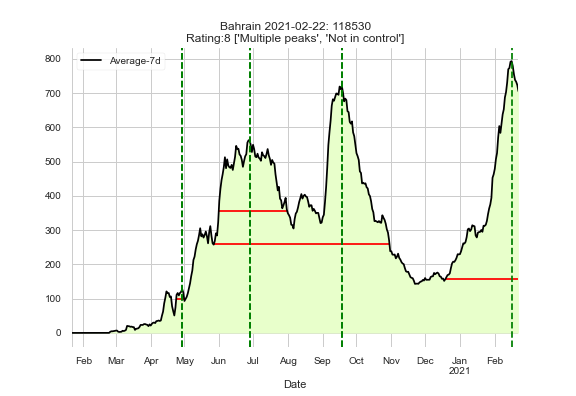 Bahrain 2021-02-22: 118530
Rating:8 ['Multiple peaks', 'Not in control']
Average-7d
800
700
600
500
400
300
200
100
0
Feb Mar Apr May Jun Jul Aug Sep Oct Nov Dec Jan Feb
2021
Date